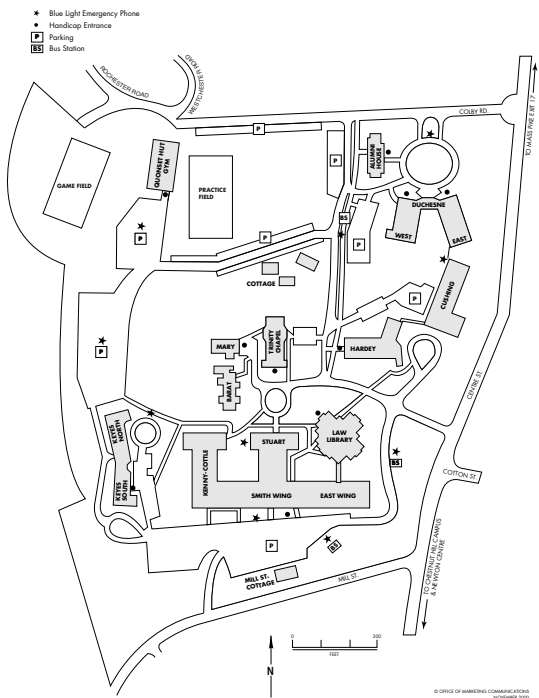 Blue Light Emergency Phone
Handicap Entrance
P Parking
BS Bus Station
ROCHESTER ROAD
WESTCHESTER ROAD
COLBY RD.
TO MASS PIKE EXIT 17
P
ALUMNI
HOUSE
QUONSET HUT
GYM
GAME FIELD
PRACTICE
FIELD
P
DUCHESNE
WEST
EAST
BS
P
P
P
COTTAGE
CUSHING
P
TRINITY
CHAPEL
MARY
HARDEY
P
BARAT
CENTRE ST.
KEYES
NORTH
KEYES
SOUTH
KENNY-COTTLE
STUART
LAW
LIBRARY
BS
COTTON ST.
SMITH WING
EAST WING
P
BS
MILL ST.
COTTAGE
MILL ST.
TO CHESTNUT HILL CAMPUS
& NEWTON CENTRE
0
300
FEET
N
© OFFICE OF MARKETING COMMUNICATIONS